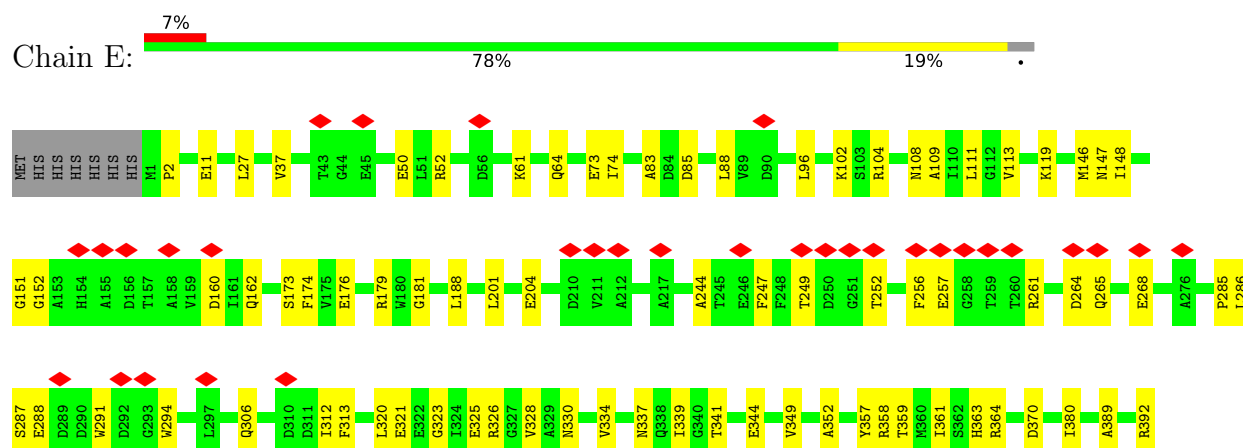 7%
Chain E:
78% 19% •
MET HIS HIS HIS HIS HIS HIS M1 P2 E11 L27 V37 T43 G44 E45 E50 L51 R52 D56 K61 Q64 E73 I74 A83 D84 D85 L88 V89 D90 L96 K102 S103 R104 N108 A109 I110 L111 G112 V113 K119 M146 N147 I148
G151 G152 A153 H154 A155 D156 T157 A158 V159 D160 I161 Q162 S173 F174 V175 E176 R179 W180 G181 L188 L201 E204 D210 V211 A212 A217 A244 T245 E246 F247 F248 T249 D250 G251 T252 F256 E257 G258 T259 T260 R261 D264 Q265 E268 A276 P285 L286
S287 E288 D289 D290 W291 D292 G293 W294 L297 Q306 D310 D311 I312 F313 L320 E321 E322 G323 I324 E325 R326 G327 V328 A329 N330 V334 N337 Q338 I339 G340 T341 E344 V349 A352 Y357 R358 T359 M360 I361 S362 H363 R364 D370 I380 A389 R392